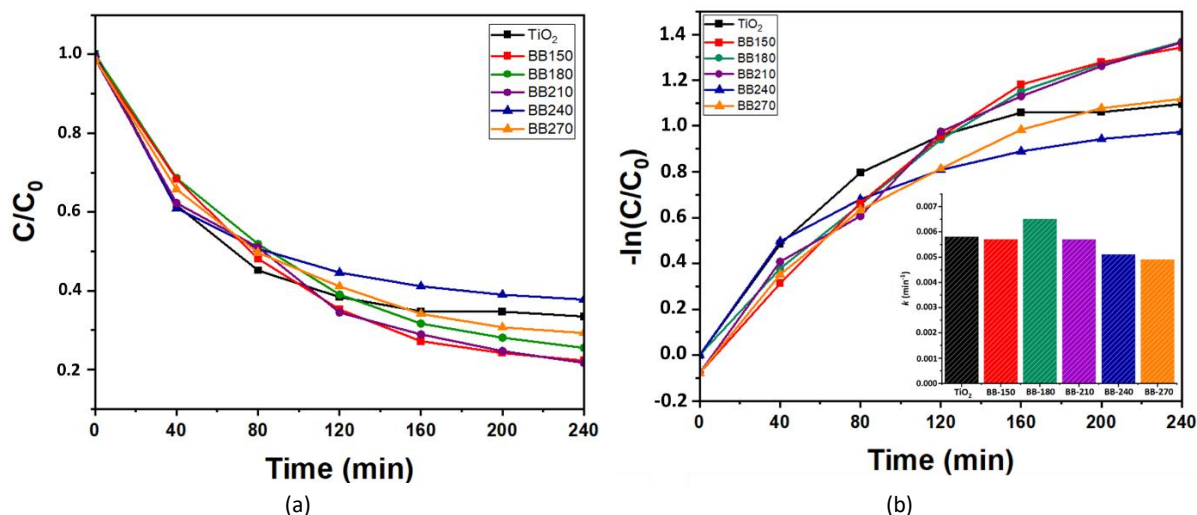 C/C₀
1.0
0.8
0.6
0.4
0.2
0
40
80
120
160
200
240
Time (min)
TiO₂
BB150
BB180
BB210
BB240
BB270
(a)
-ln(C/C₀)
1.4
1.2
1.0
0.8
0.6
0.4
0.2
0.0
-0.2
0
40
80
120
160
200
240
Time (min)
TiO₂
BB150
BB180
BB210
BB240
BB270
k (min⁻¹)
0.007
0.006
0.005
0.004
0.003
0.002
0.001
0.000
TiO₂
BB-150
BB-180
BB-210
BB-240
BB-270
(b)